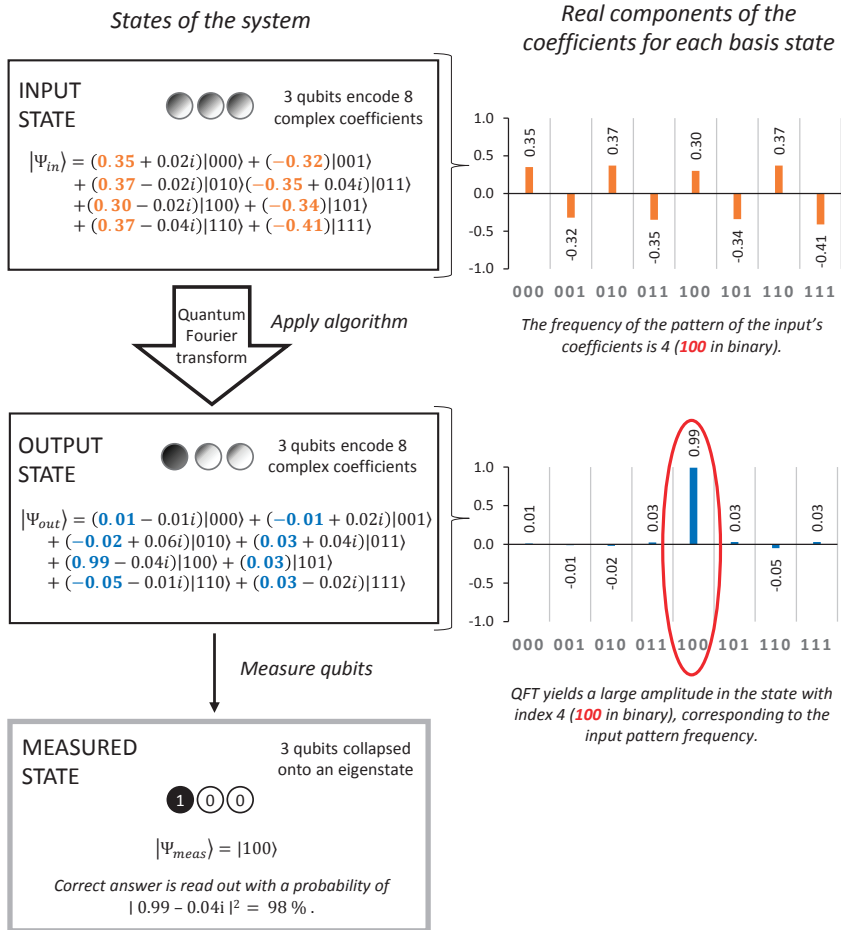 States of the system
Real components of the
coefficients for each basis state
INPUT
STATE
3 qubits encode 8
complex coefficients
|Ψ_in⟩ = (0.35 + 0.02i)|000⟩ + (−0.32)|001⟩
+ (0.37 − 0.02i)|010⟩(−0.35 + 0.04i)|011⟩
+(0.30 − 0.02i)|100⟩ + (−0.34)|101⟩
+ (0.37 − 0.04i)|110⟩ + (−0.41)|111⟩
1.0
0.5
0.0
-0.5
-1.0
0.35
-0.32
0.37
-0.35
0.30
-0.34
0.37
-0.41
000 001 010 011 100 101 110 111
The frequency of the pattern of the input's
coefficients is 4 (100 in binary).
Quantum
Fourier
transform
Apply algorithm
OUTPUT
STATE
3 qubits encode 8
complex coefficients
|Ψ_out⟩ = (0.01 − 0.01i)|000⟩ + (−0.01 + 0.02i)|001⟩
+ (−0.02 + 0.06i)|010⟩ + (0.03 + 0.04i)|011⟩
+ (0.99 − 0.04i)|100⟩ + (0.03)|101⟩
+ (−0.05 − 0.01i)|110⟩ + (0.03 − 0.02i)|111⟩
1.0
0.5
0.0
-0.5
-1.0
0.01
-0.01
-0.02
0.03
0.99
0.03
-0.05
0.03
000 001 010 011 100 101 110 111
QFT yields a large amplitude in the state with
index 4 (100 in binary), corresponding to the
input pattern frequency.
Measure qubits
MEASURED
STATE
3 qubits collapsed
onto an eigenstate
1 0 0
|Ψ_meas⟩ = |100⟩
Correct answer is read out with a probability of
| 0.99 – 0.04i |² = 98 % .